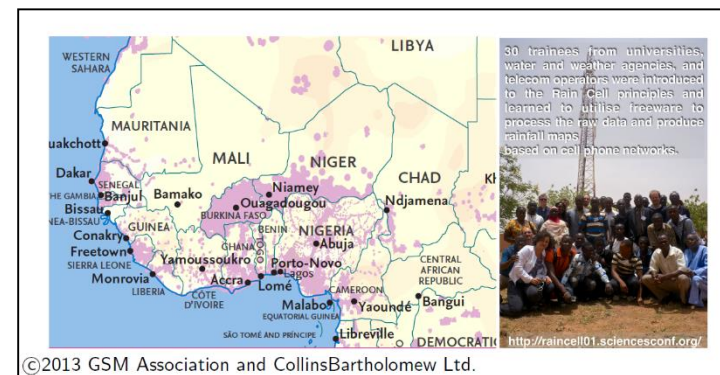 WESTERN
SAHARA
LIBYA
MAURITANIA
uakchott
MALI
NIGER
CHAD
Dakar
SENEGAL
THE GAMBIA
Banjul
Bamako
Niamey
Ouagadougou
BURKINA FASO
Ndjamena
Kh
Bissau
NEA-BISSAU
GUINEA
BENIN
NIGERIA
Abuja
Conakry
GHANA
TOGO
Freetown
SIERRA LEONE
Yamoussoukro
Porto-Novo
Lagos
CENTRAL
AFRICAN
REPUBLIC
Monrovia
LIBERIA
CÔTE
D'IVOIRE
Accra
Lomé
CAMEROON
Malabo
Yaoundé
Bangui
EQUATORIAL GUINEA
SÃO TOMÉ AND PRÍNCIPE
Libreville
DEMOCRATIC
30 trainees from universities,
water and weather agencies, and
telecom operators were introduced
to the Rain Cell principles and
learned to utilise freeware to
process the raw data and produce
rainfall maps
based on cell phone networks.
http://raincell01.sciencesconf.org/
©2013 GSM Association and CollinsBartholomew Ltd.